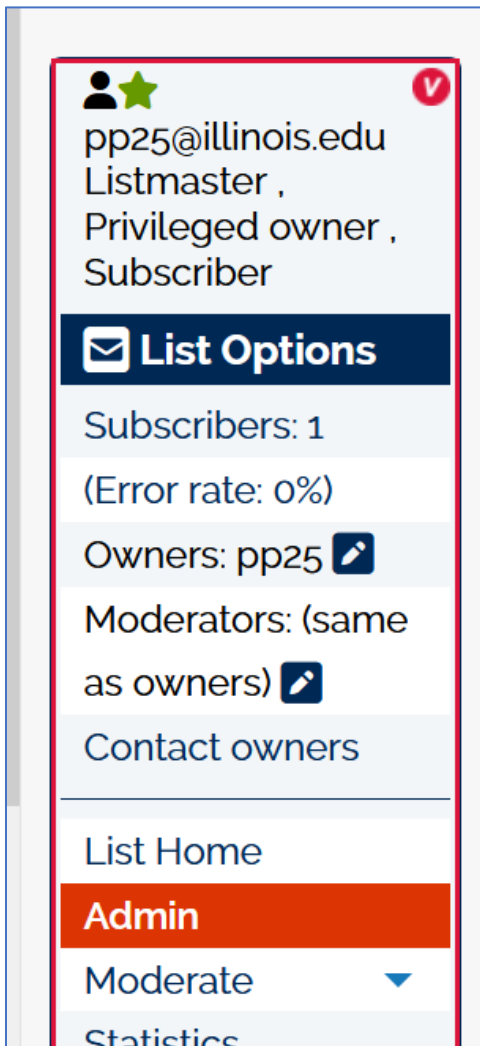 V
pp25@illinois.edu
Listmaster ,
Privileged owner ,
Subscriber
List Options
Subscribers: 1
(Error rate: 0%)
Owners: pp25
Moderators: (same
as owners)
Contact owners
List Home
Admin
Moderate
Statistics